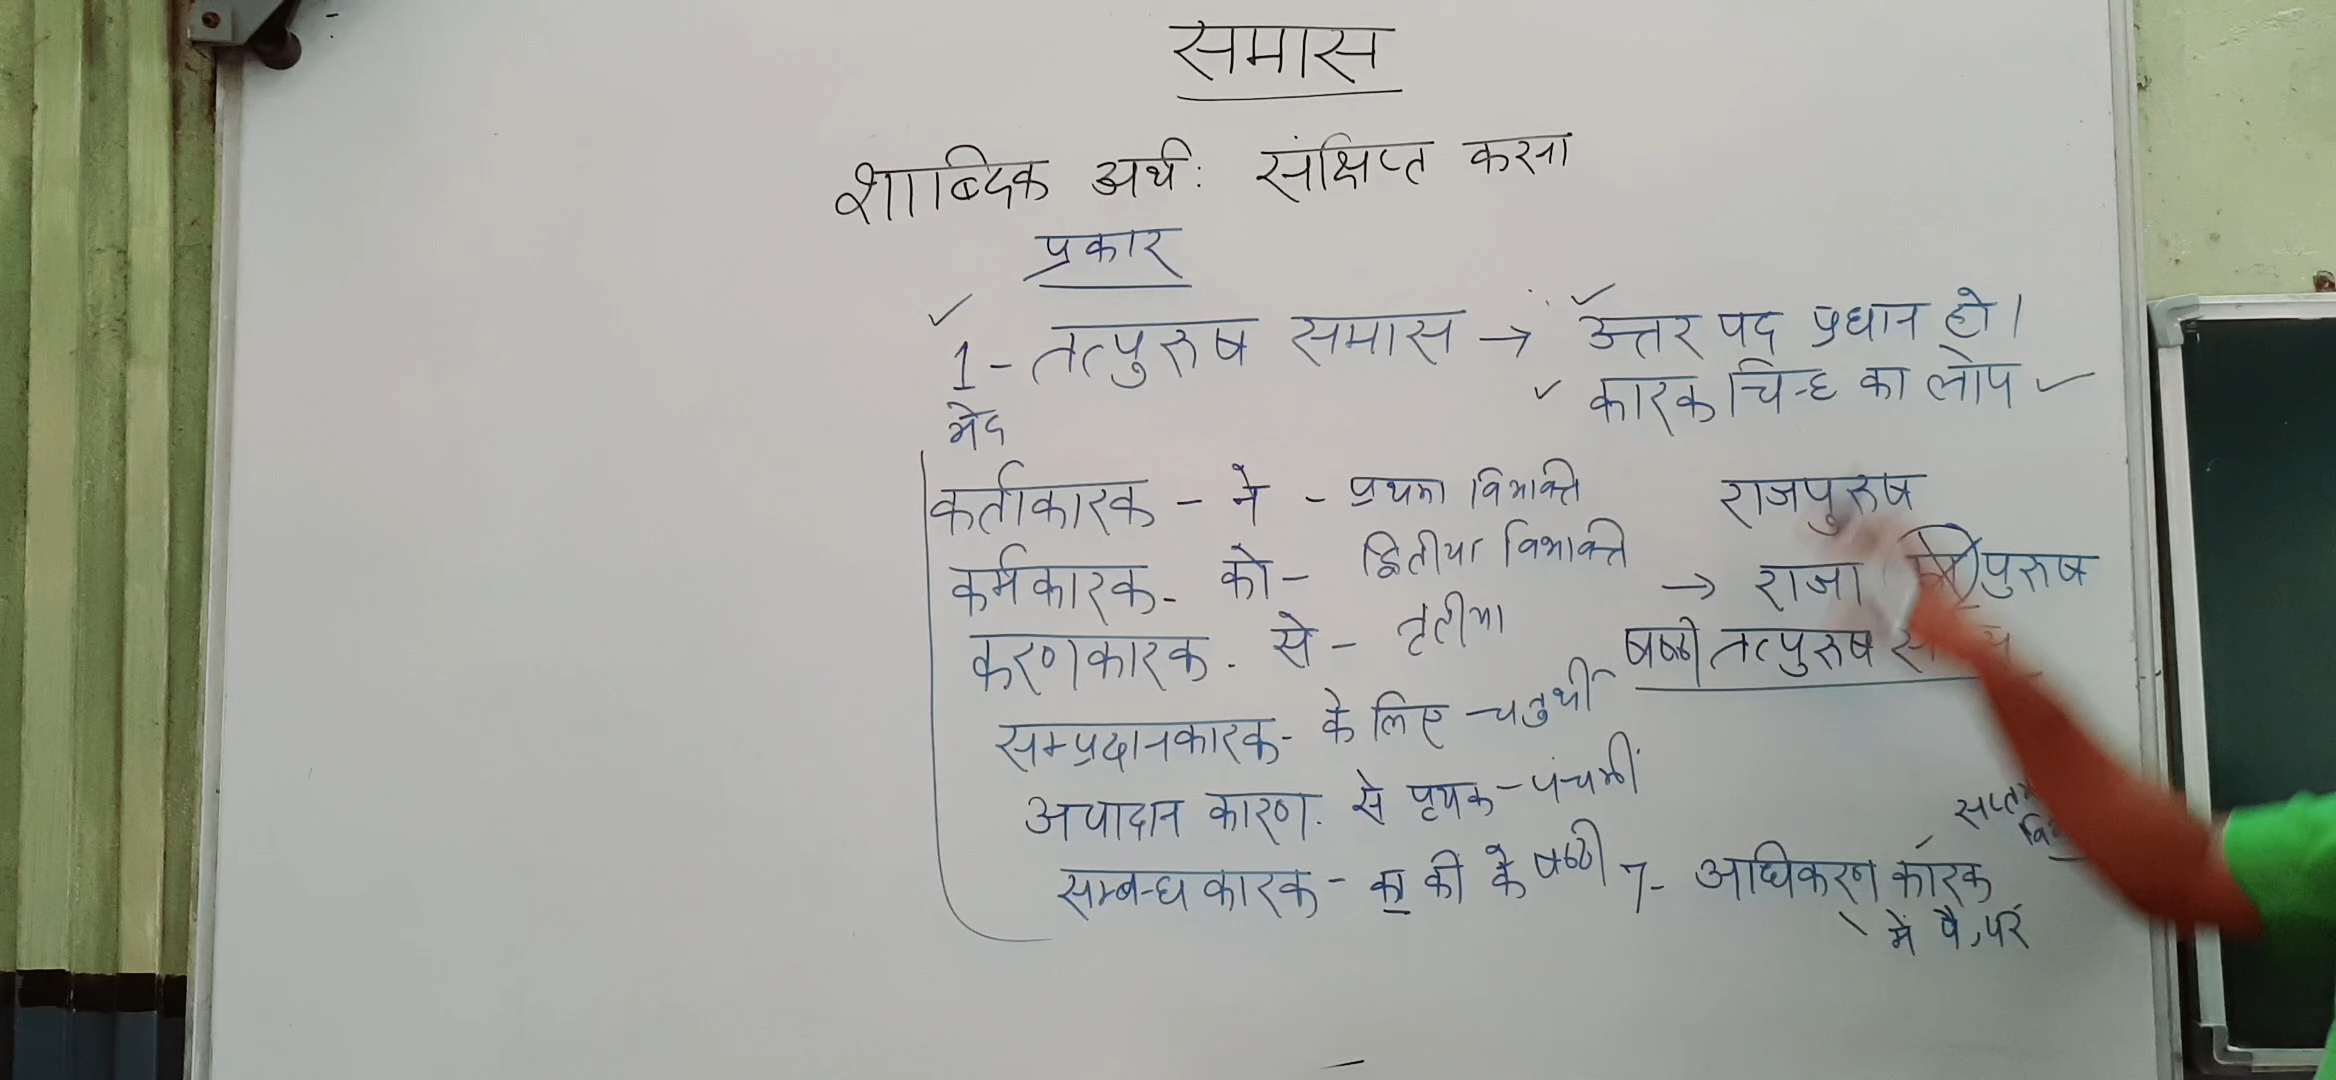 समास
शाब्दिक अर्थ: संक्षिप्त करना
प्रकार
1- तत्पुरुष समास → उत्तर पद प्रधान हो।
कारक चिन्ह का लोप
भेद
कर्ताकारक - ने - प्रथमा विभक्ति
कर्मकारक - को - द्वितीया विभक्ति
करणकारक - से - तृतीया
सम्प्रदानकारक - के लिए - चतुर्थी
अपादान कारण - से पृथक - पंचमीं
सम्बन्ध कारक - का की के षष्ठी
7- अधिकरण कारक
में पै, पर
राजपुरुष
→ राजा पुरुष
षष्ठी तत्पुरुष